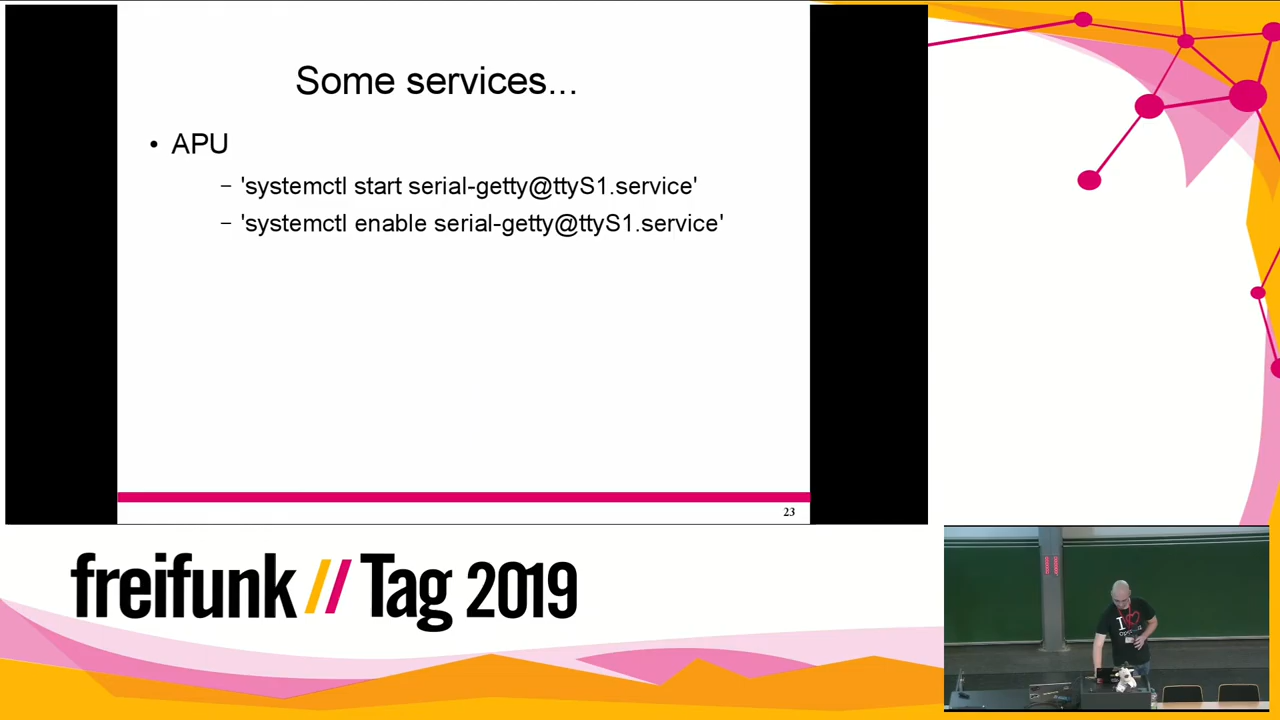 Some services...
• APU
– 'systemctl start serial-getty@ttyS1.service'
– 'systemctl enable serial-getty@ttyS1.service'
23
freifunk // Tag 2019
I